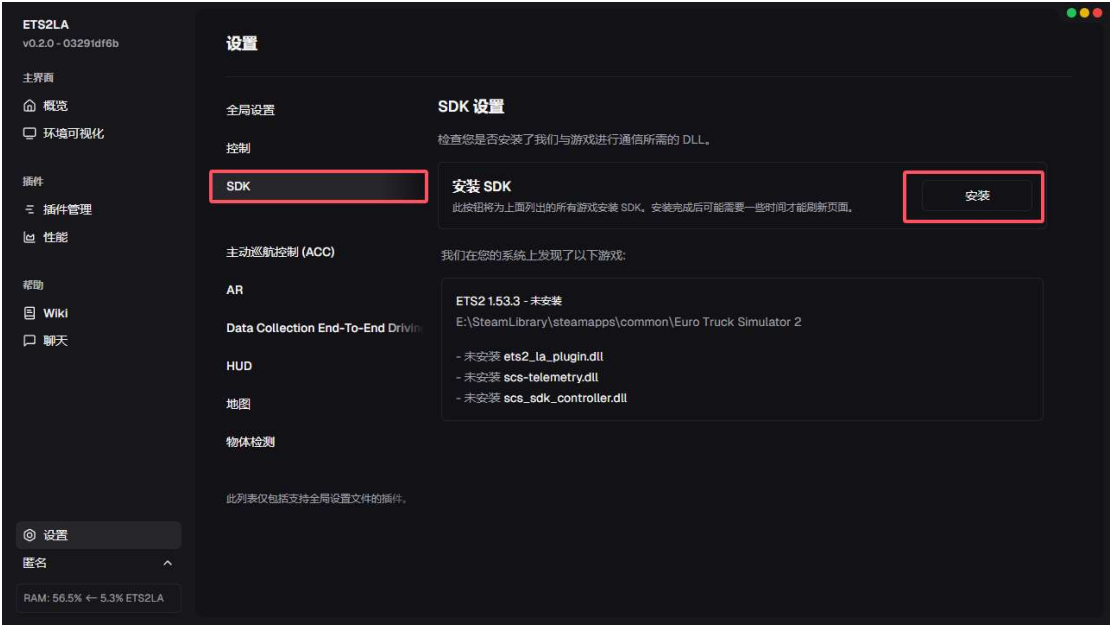 ETS2LA
v0.2.0 - 03291df6b
主界面
概览
环境可视化
插件
插件管理
性能
帮助
Wiki
聊天
设置
匿名
RAM: 56.5% ← 5.3% ETS2LA
设置
全局设置
控制
SDK
主动巡航控制 (ACC)
AR
Data Collection End-To-End Driving
HUD
地图
物体检测
此列表仅包括支持全局设置文件的插件。
SDK 设置
检查您是否安装了我们与游戏进行通信所需的 DLL。
安装 SDK
此按钮将为上面列出的所有游戏安装 SDK。安装完成后可能需要一些时间才能刷新页面。
安装
我们在您的系统上发现了以下游戏:
ETS2 1.53.3 - 未安装
E:\SteamLibrary\steamapps\common\Euro Truck Simulator 2
- 未安装 ets2_la_plugin.dll
- 未安装 scs-telemetry.dll
- 未安装 scs_sdk_controller.dll